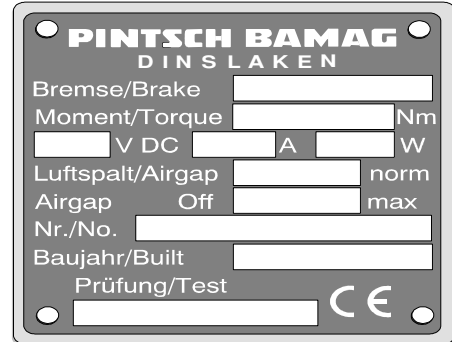 PINTSCH BAMAG
DINSLAKEN
Bremse/Brake
Moment/Torque Nm
V DC A W
Luftspalt/Airgap norm
Airgap Off max
Nr./No.
Baujahr/Built
Prüfung/Test
CE